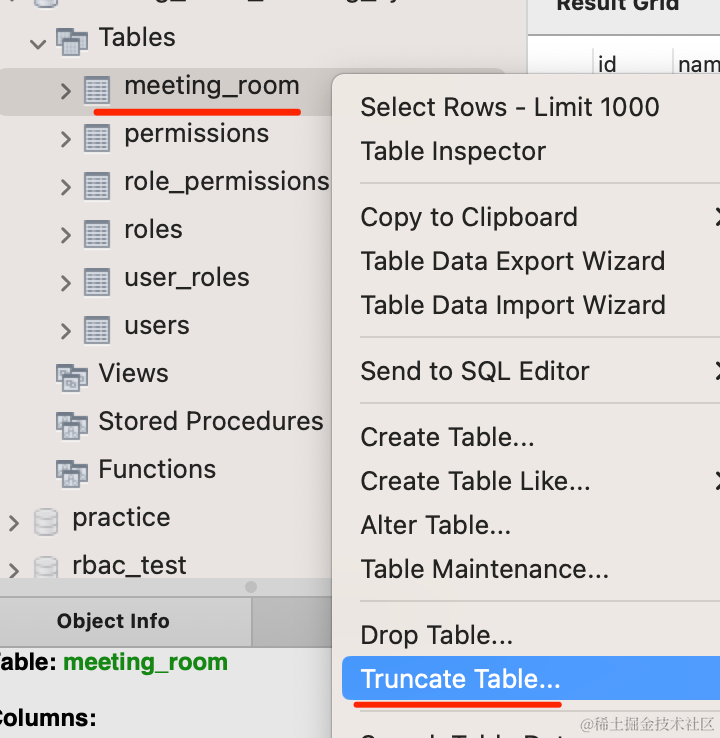 Tables
meeting_room
permissions
role_permissions
roles
user_roles
users
Views
Stored Procedures
Functions
practice
rbac_test
Object Info
Table: meeting_room
Columns:
Result Grid
id
nam
Select Rows - Limit 1000
Table Inspector
Copy to Clipboard
Table Data Export Wizard
Table Data Import Wizard
Send to SQL Editor
Create Table...
Create Table Like...
Alter Table...
Table Maintenance...
Drop Table...
Truncate Table...
@稀土掘金技术社区